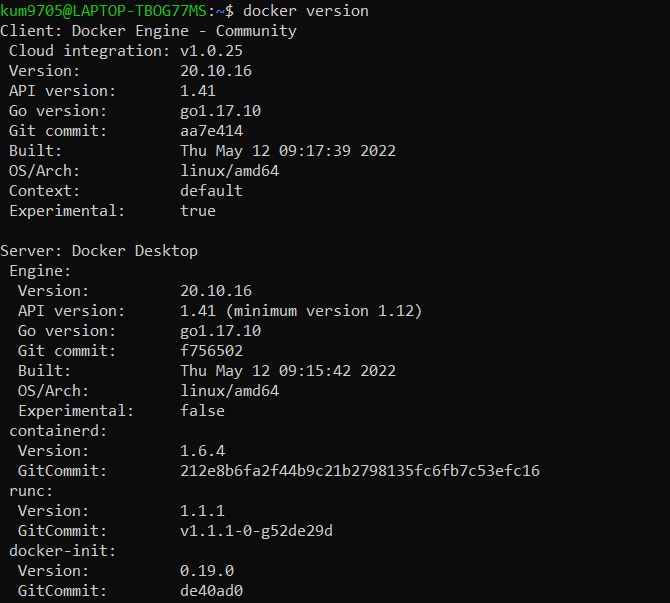 kum9705@LAPTOP-TBOG77MS:~$ docker version
Client: Docker Engine - Community
 Cloud integration: v1.0.25
 Version:           20.10.16
 API version:       1.41
 Go version:        go1.17.10
 Git commit:        aa7e414
 Built:             Thu May 12 09:17:39 2022
 OS/Arch:           linux/amd64
 Context:           default
 Experimental:      true

Server: Docker Desktop
 Engine:
  Version:          20.10.16
  API version:      1.41 (minimum version 1.12)
  Go version:       go1.17.10
  Git commit:       f756502
  Built:            Thu May 12 09:15:42 2022
  OS/Arch:          linux/amd64
  Experimental:     false
 containerd:
  Version:          1.6.4
  GitCommit:        212e8b6fa2f44b9c21b2798135fc6fb7c53efc16
 runc:
  Version:          1.1.1
  GitCommit:        v1.1.1-0-g52de29d
 docker-init:
  Version:          0.19.0
  GitCommit:        de40ad0